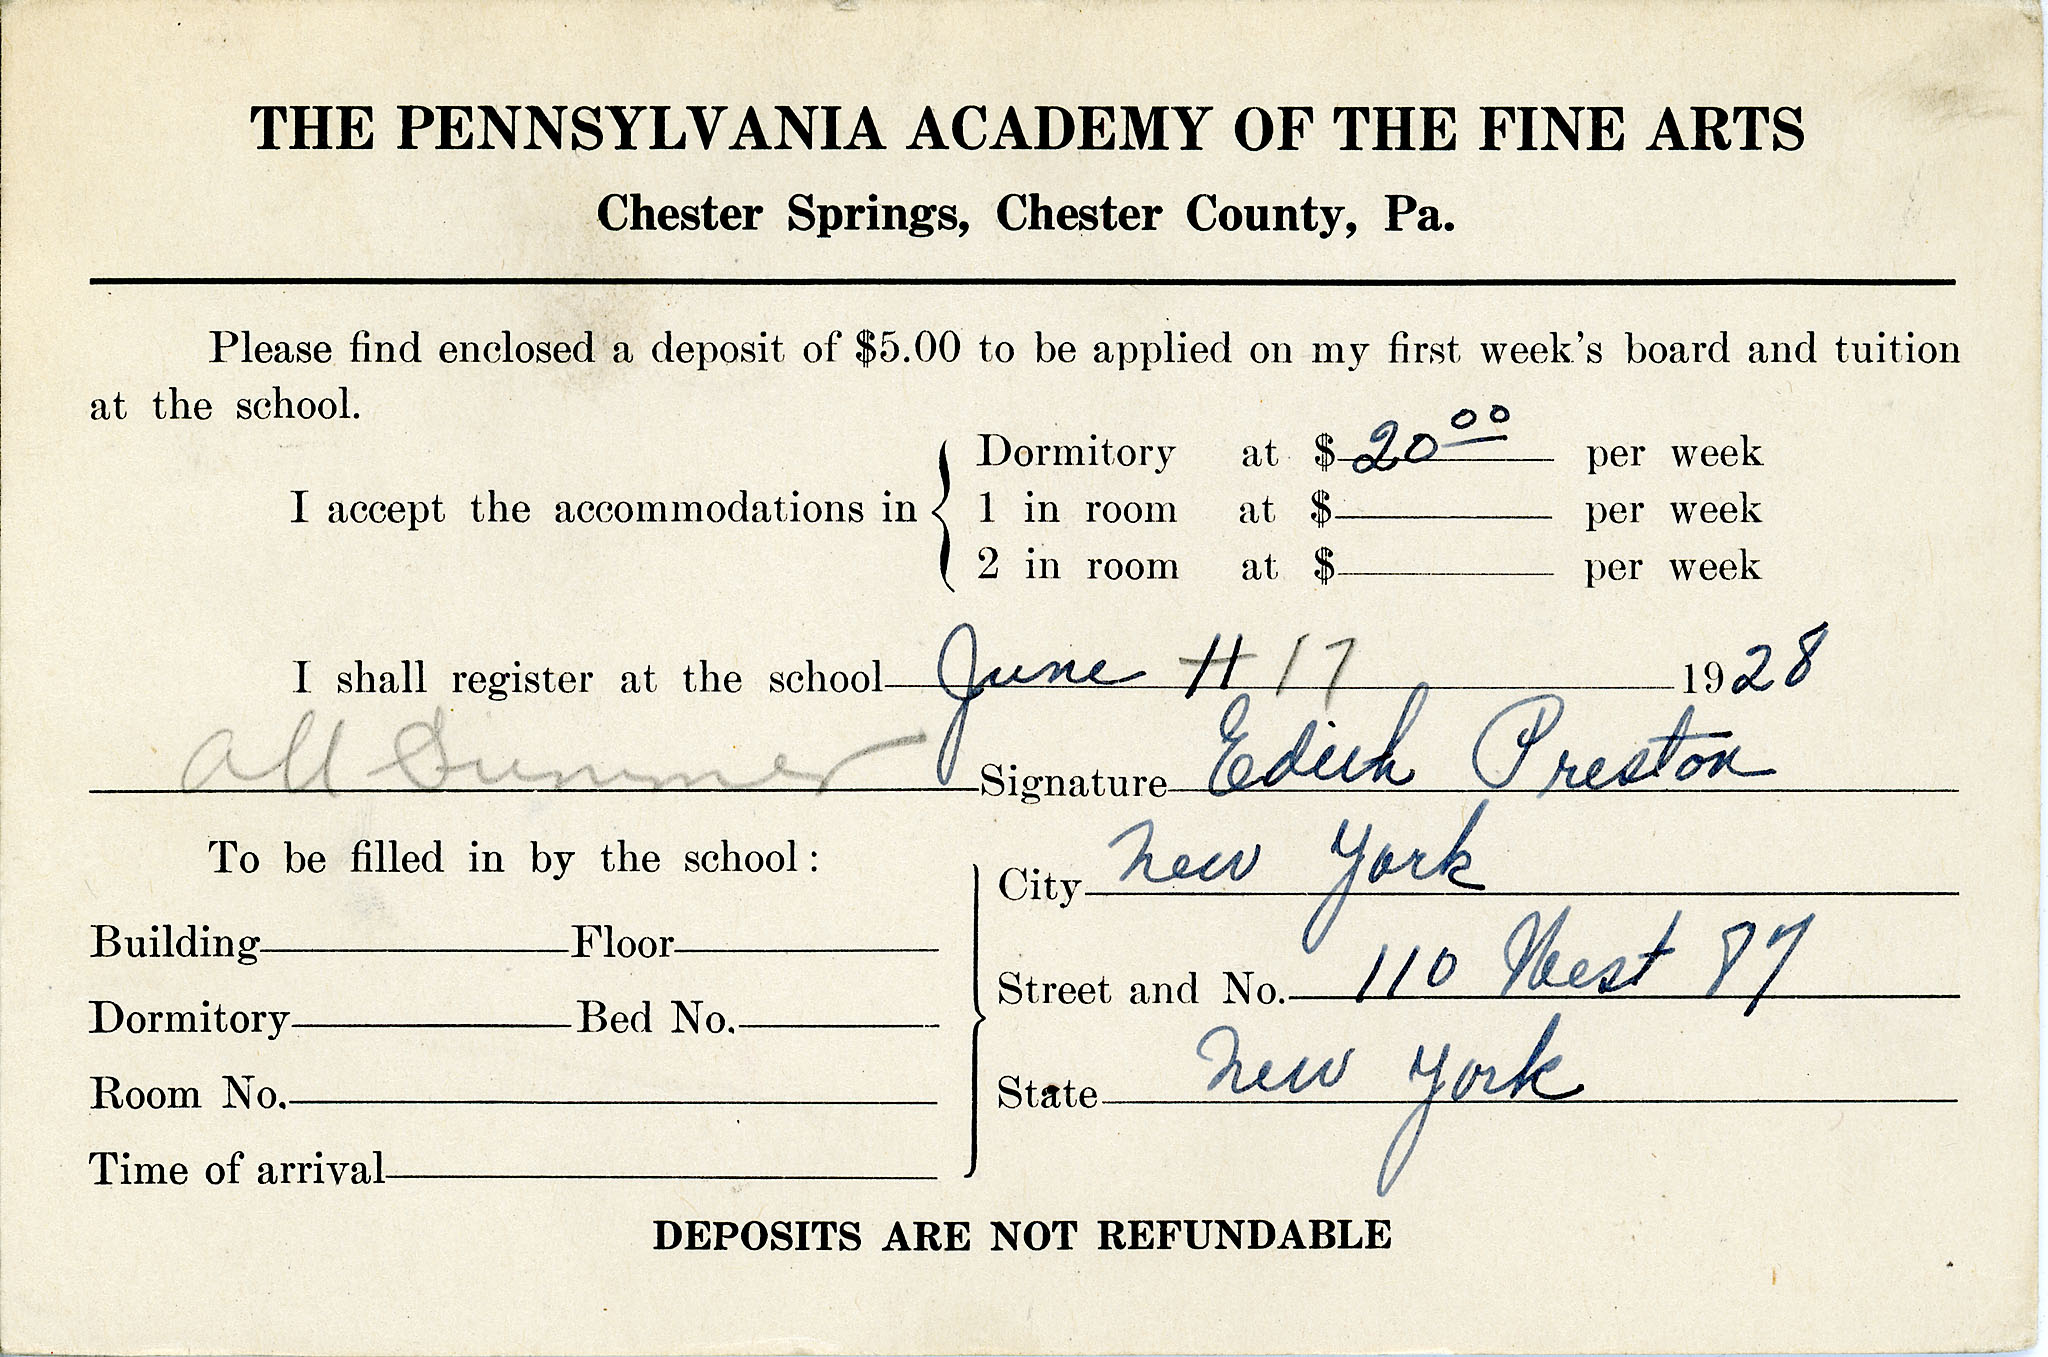 THE PENNSYLVANIA ACADEMY OF THE FINE ARTS
Chester Springs, Chester County, Pa.
Please find enclosed a deposit of $5.00 to be applied on my first week's board and tuition
at the school.
Dormitory at $ 20 00 per week
I accept the accommodations in
1 in room at $ per week
2 in room at $ per week
I shall register at the school June 11 17 1928
All Summer Signature Edith Preston
To be filled in by the school:
City New York
Building Floor
Street and No. 110 West 87
Dormitory Bed No.
Room No.
State New York
Time of arrival
DEPOSITS ARE NOT REFUNDABLE